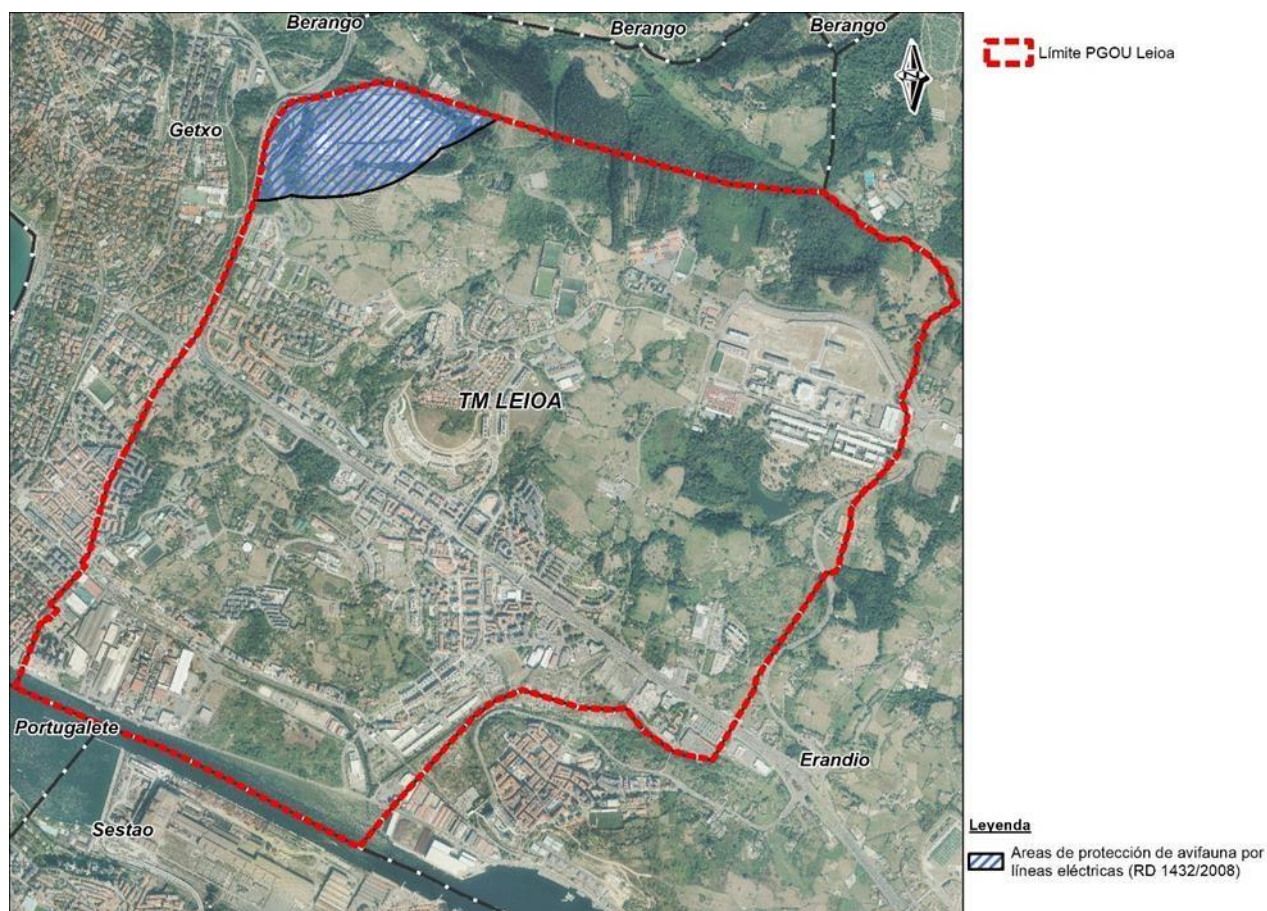 Berango
Berango
Berango
Límite PGOU Leioa
N
Getxo
TM LEIOA
Portugalete
Erandio
Sestao
Leyenda
Areas de protección de avifauna por
líneas eléctricas (RD 1432/2008)